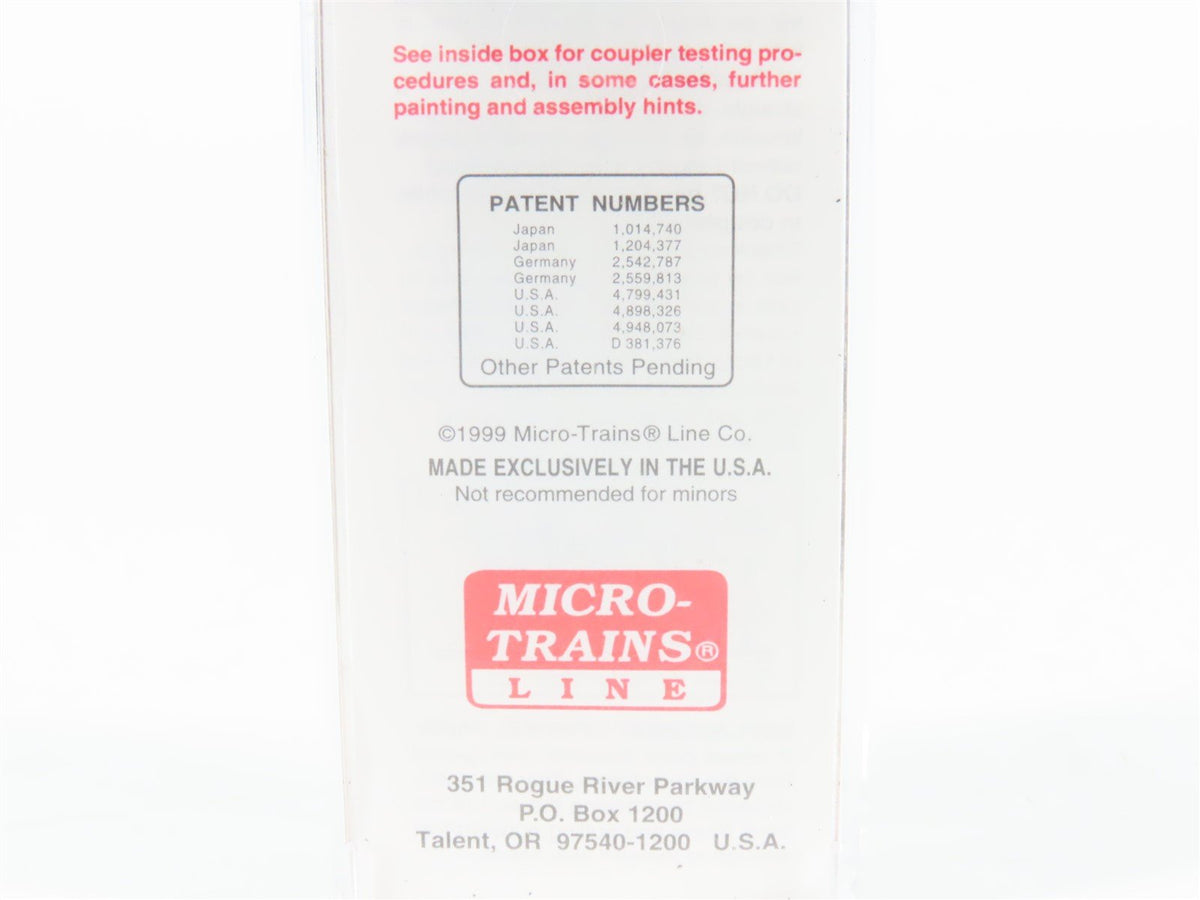 See inside box for coupler testing pro-
cedures and, in some cases, further
painting and assembly hints.
PATENT NUMBERS
Japan 1,014,740
Japan 1,204,377
Germany 2,542,787
Germany 2,559,813
U.S.A. 4,799,431
U.S.A. 4,898,326
U.S.A. 4,948,073
U.S.A. D 381,376
Other Patents Pending
©1999 Micro-Trains® Line Co.
MADE EXCLUSIVELY IN THE U.S.A.
Not recommended for minors
MICRO-
TRAINS®
LINE
351 Rogue River Parkway
P.O. Box 1200
Talent, OR 97540-1200 U.S.A.